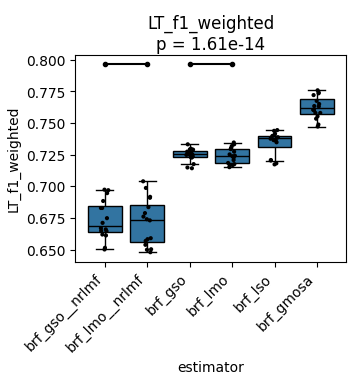 LT_f1_weighted
p = 1.61e-14
LT_f1_weighted
0.800
0.775
0.750
0.725
0.700
0.675
0.650
brf_gso__nrlmf
brf_lmo__nrlmf
brf_gso
brf_lmo
brf_lso
brf_gmosa
estimator